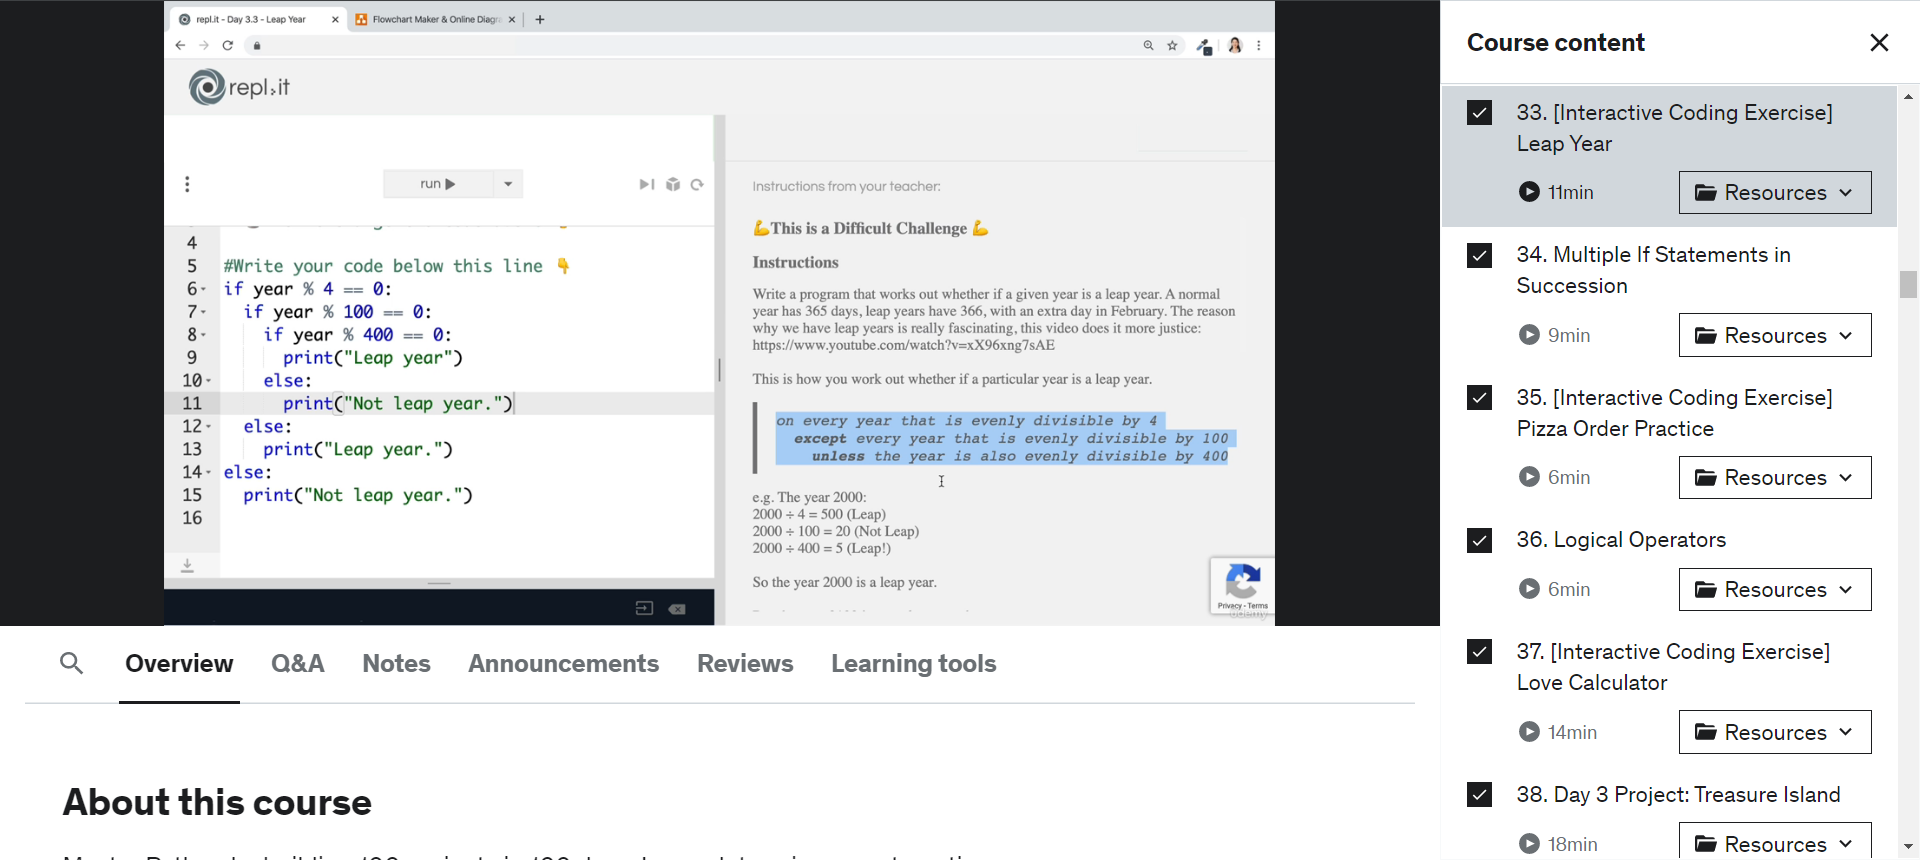 repl.it - Day 3.3 - Leap Year
Flowchart Maker & Online Diagr
repl.it
run
4
5 #Write your code below this line 👇
6 if year % 4 == 0:
7 if year % 100 == 0:
8 if year % 400 == 0:
9 print("Leap year")
10 else:
11 print("Not leap year.")
12 else:
13 print("Leap year.")
14 else:
15 print("Not leap year.")
16
Instructions from your teacher:
💪This is a Difficult Challenge 💪
Instructions
Write a program that works out whether if a given year is a leap year. A normal
year has 365 days, leap years have 366, with an extra day in February. The reason
why we have leap years is really fascinating, this video does it more justice:
https://www.youtube.com/watch?v=xX96xng7sAE
This is how you work out whether if a particular year is a leap year.
on every year that is evenly divisible by 4
except every year that is evenly divisible by 100
unless the year is also evenly divisible by 400
e.g. The year 2000:
2000 ÷ 4 = 500 (Leap)
2000 ÷ 100 = 20 (Not Leap)
2000 ÷ 400 = 5 (Leap!)
So the year 2000 is a leap year.
Privacy - Terms
udemy
Overview Q&A Notes Announcements Reviews Learning tools
About this course
Course content
33. [Interactive Coding Exercise]
Leap Year
11min Resources
34. Multiple If Statements in
Succession
9min Resources
35. [Interactive Coding Exercise]
Pizza Order Practice
6min Resources
36. Logical Operators
6min Resources
37. [Interactive Coding Exercise]
Love Calculator
14min Resources
38. Day 3 Project: Treasure Island
18min Resources